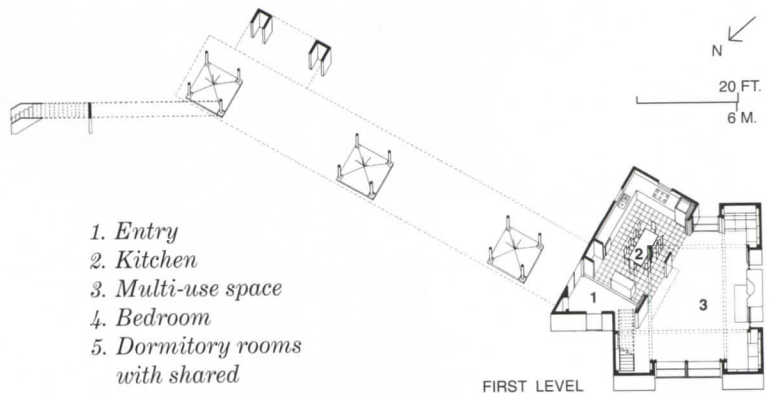 N
20 FT.
6 M.
1. Entry
2. Kitchen
3. Multi-use space
4. Bedroom
5. Dormitory rooms
with shared
2
1
3
FIRST LEVEL